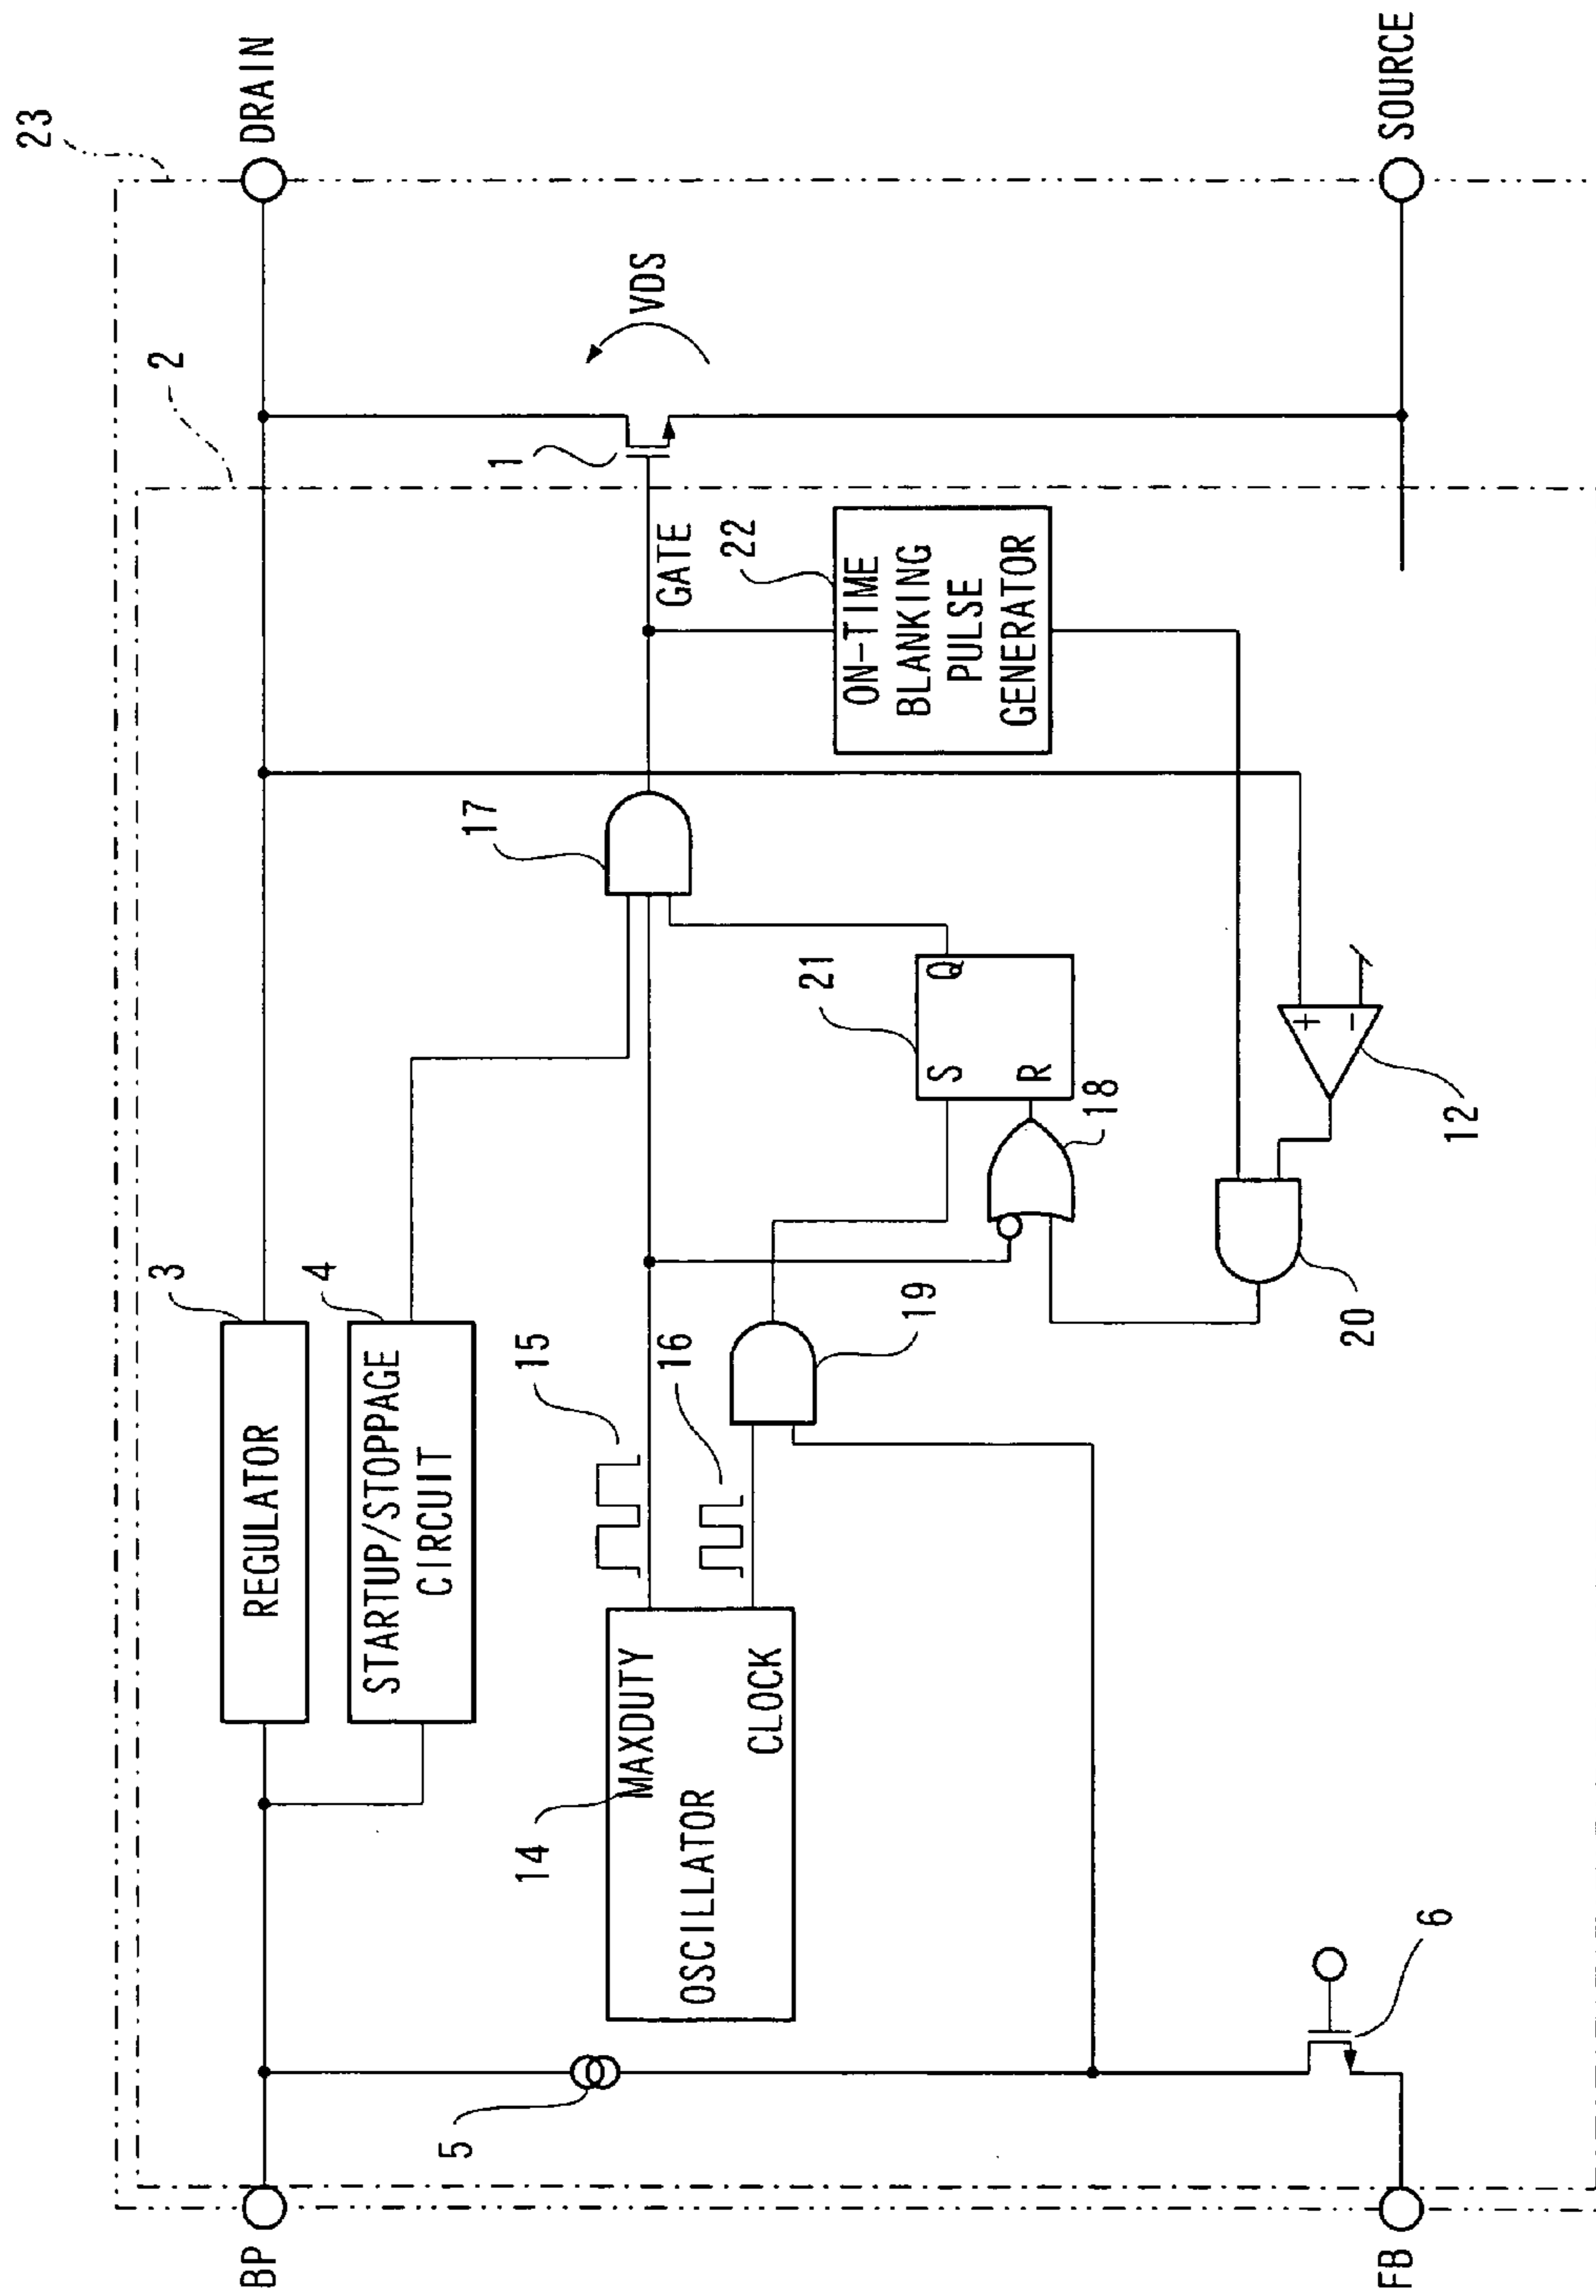 23
2
DRAIN
BP
3
REGULATOR
4
STARTUP/STOPPAGE
CIRCUIT
5
14
MAXDUTY
OSCILLATOR
CLOCK
15
16
17
19
21
S
Q
R
18
GATE
1
VDS
22
ON-TIME
BLANKING
PULSE
GENERATOR
+
-
12
20
6
FB
SOURCE